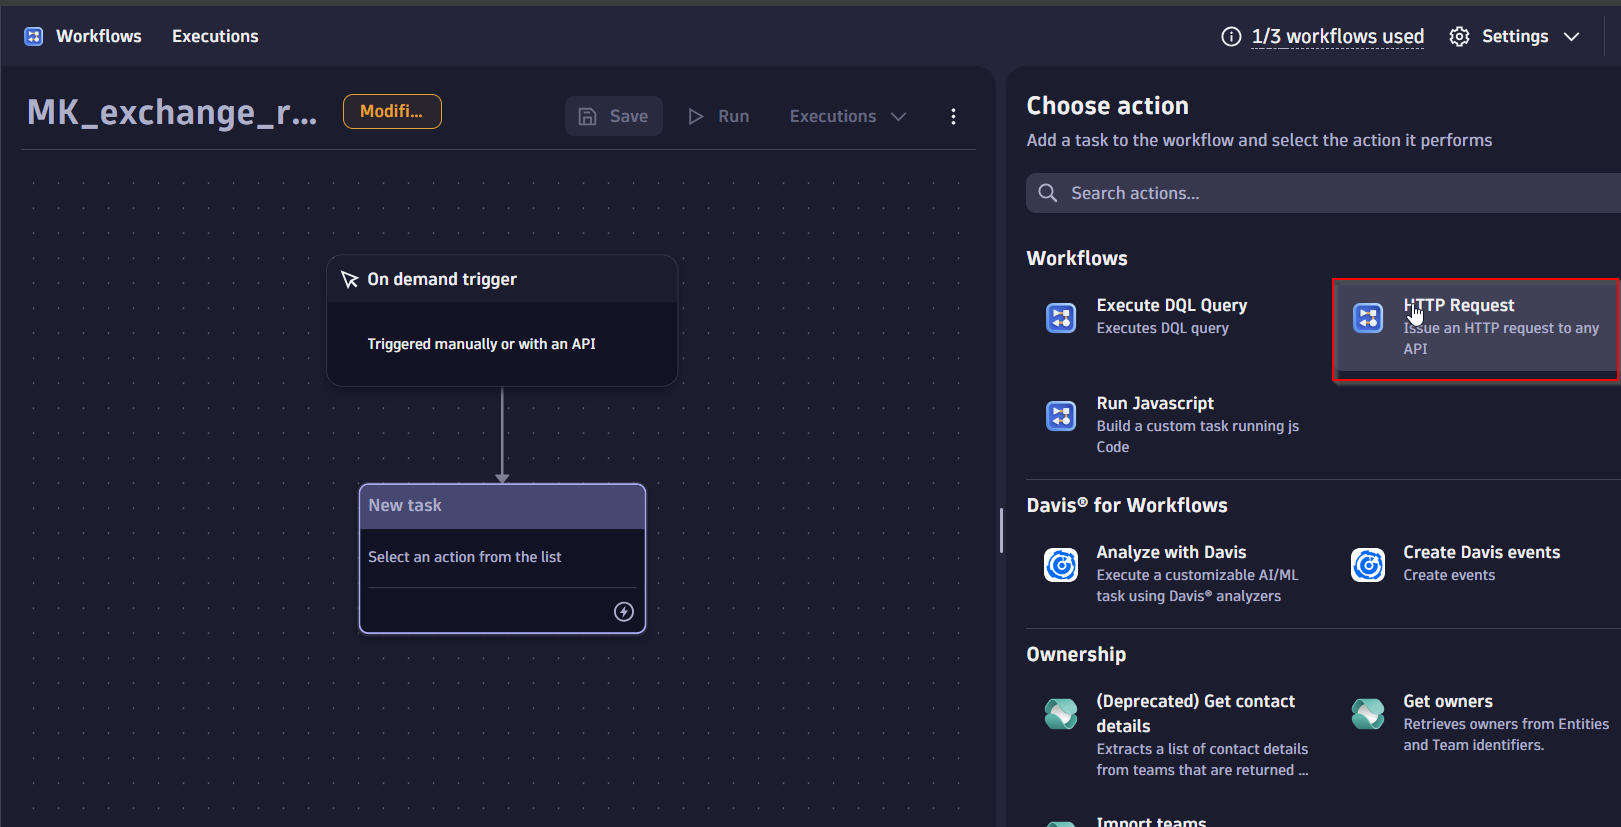 Workflows
Executions
1/3 workflows used
Settings
MK_exchange_r...
Modifi...
Save
Run
Executions
On demand trigger
Triggered manually or with an API
New task
Select an action from the list
Choose action
Add a task to the workflow and select the action it performs
Search actions...
Workflows
Execute DQL Query
Executes DQL query
HTTP Request
Issue an HTTP request to any
API
Run Javascript
Build a custom task running js
Code
Davis® for Workflows
Analyze with Davis
Execute a customizable AI/ML
task using Davis® analyzers
Create Davis events
Create events
Ownership
(Deprecated) Get contact
details
Extracts a list of contact details
from teams that are returned ...
Get owners
Retrieves owners from Entities
and Team identifiers.
Import teams